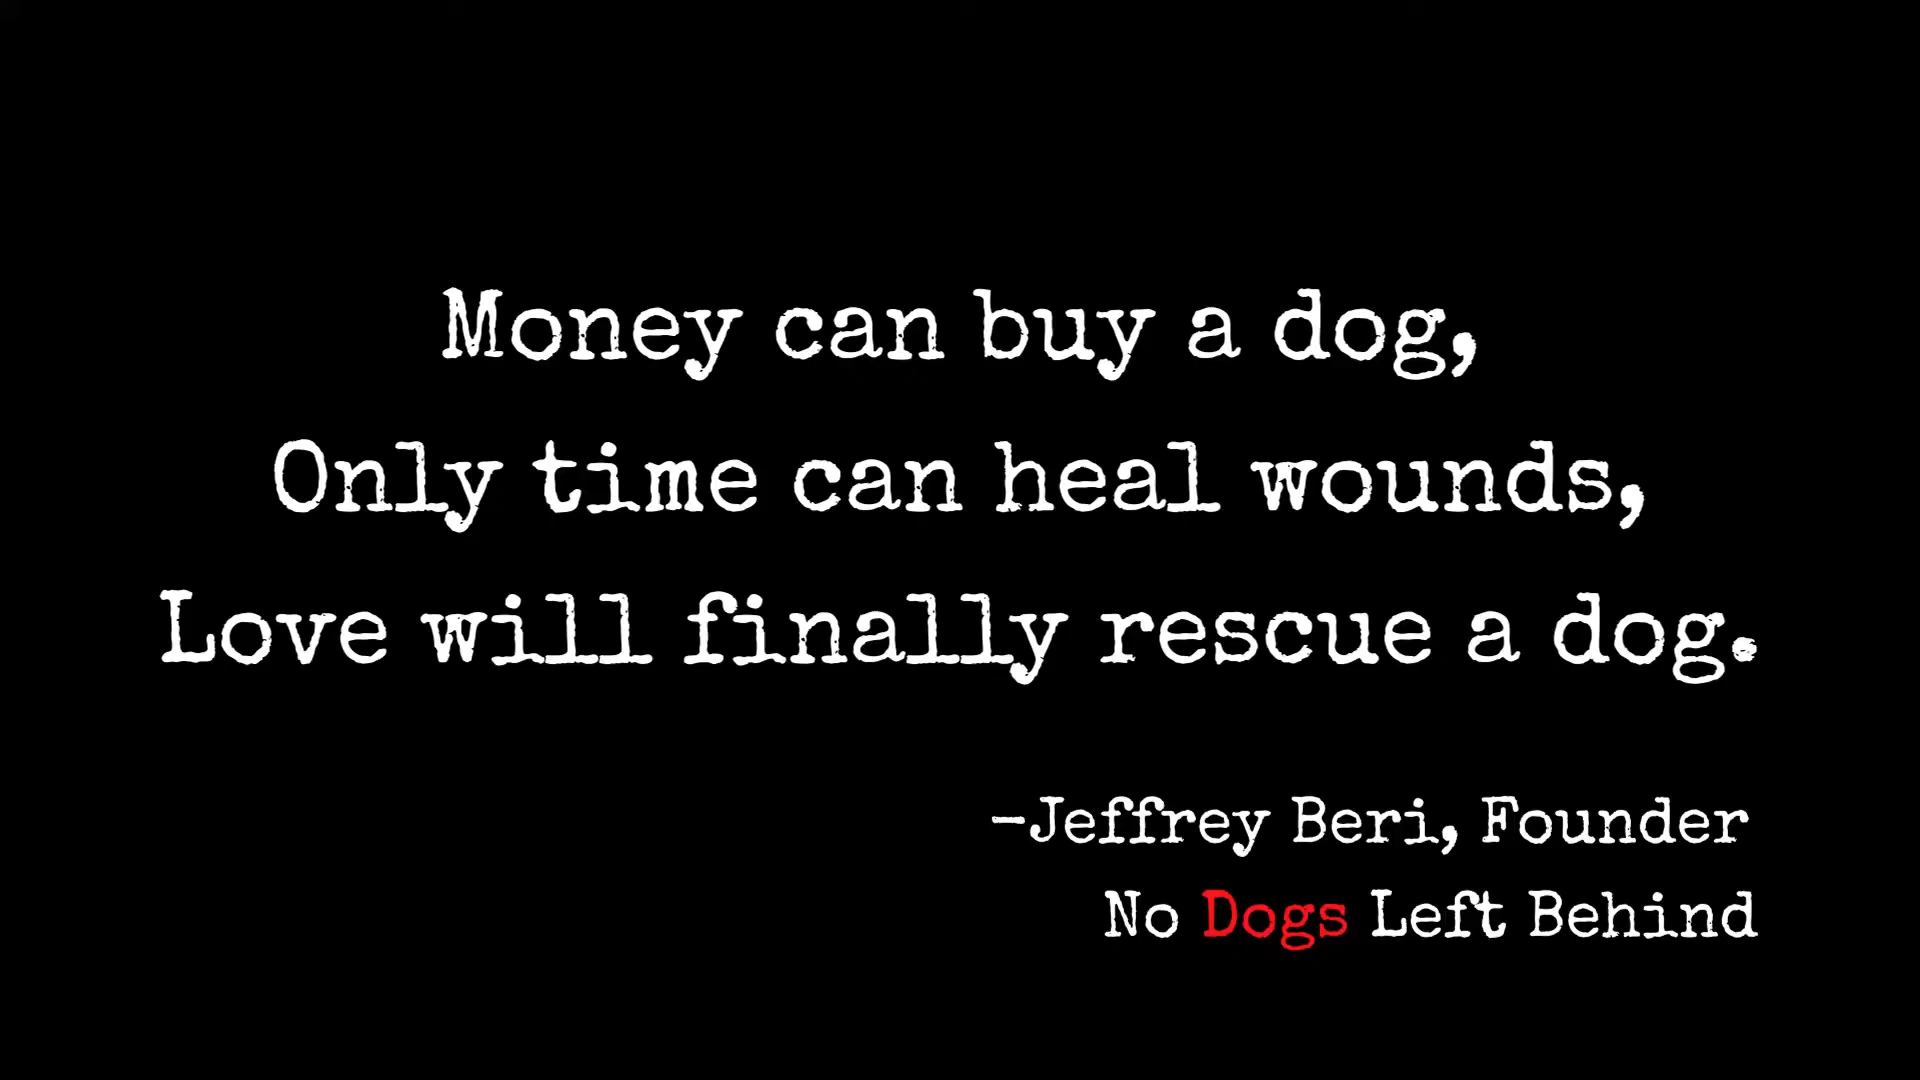 Money can buy a dog,
Only time can heal wounds,
Love will finally rescue a dog.
-Jeffrey Beri, Founder
No Dogs Left Behind